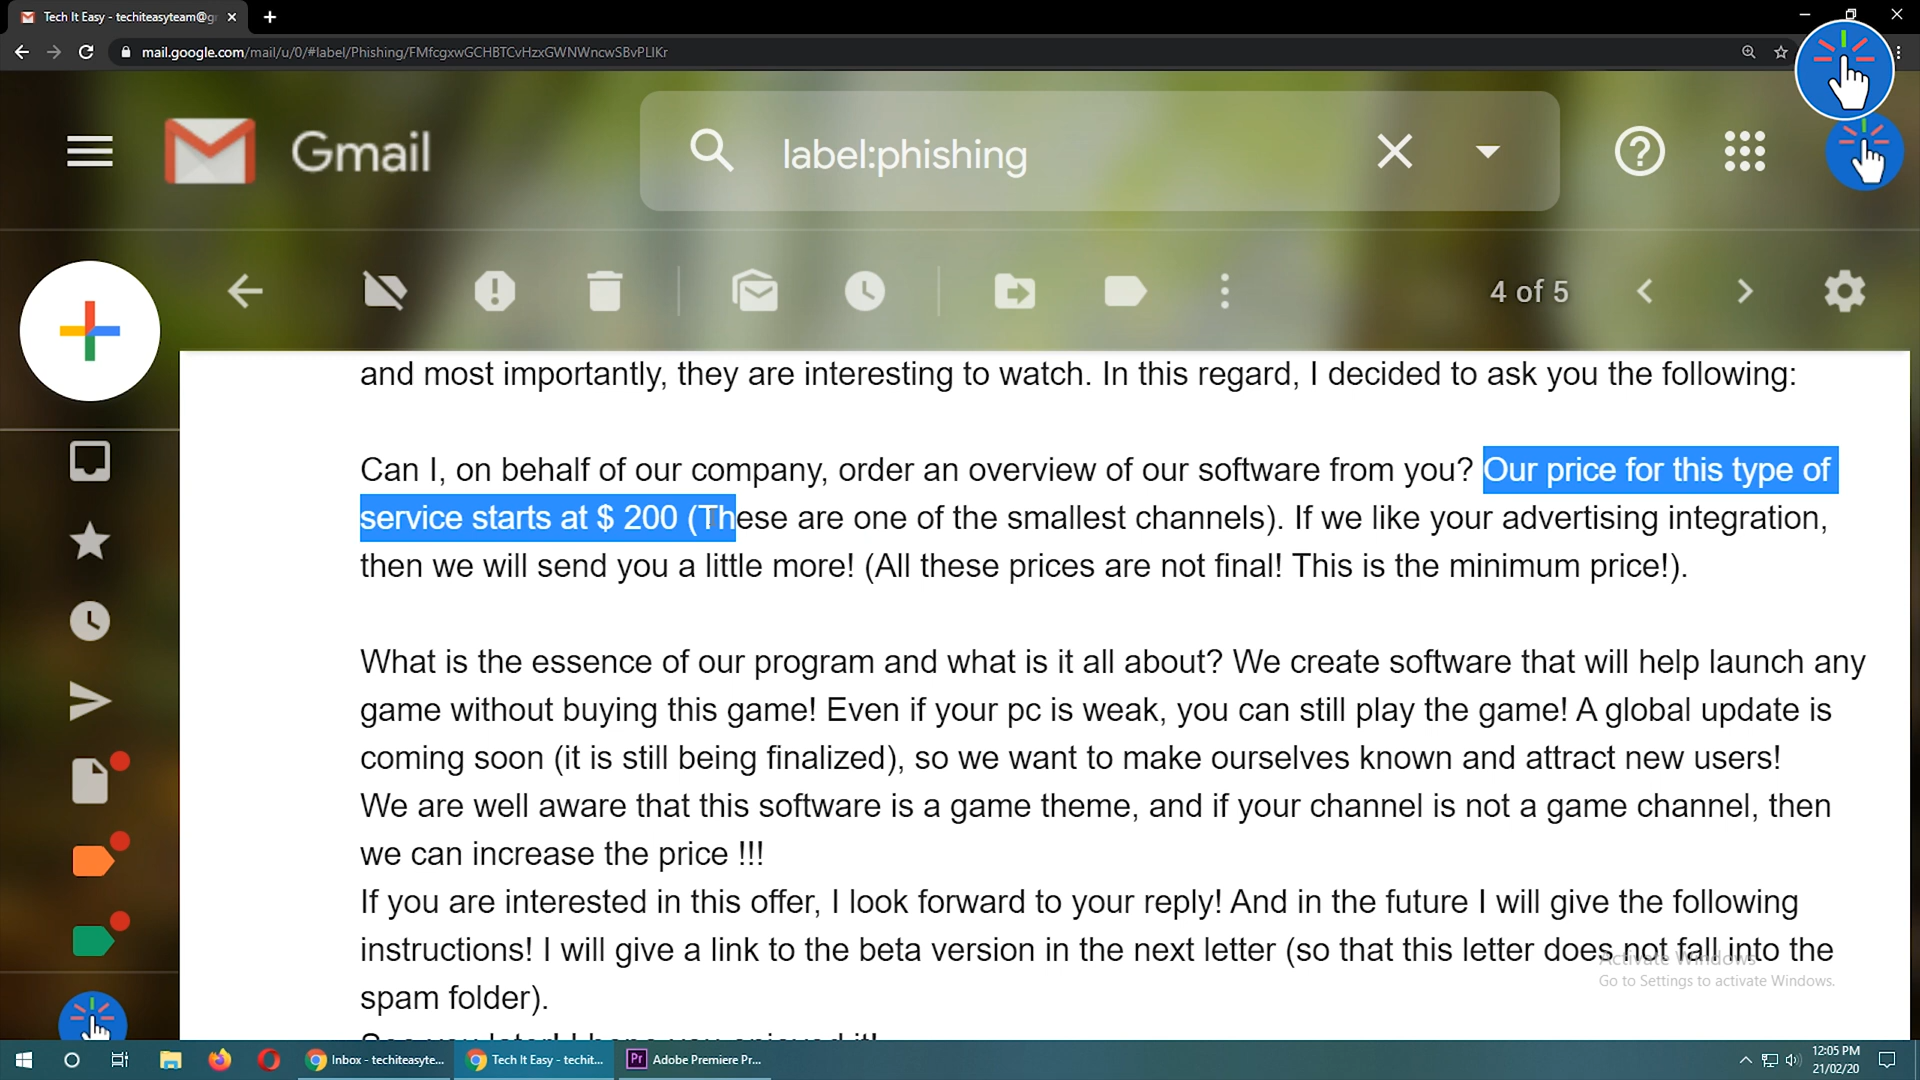 Tech It Easy - techiteasyteam@gr
mail.google.com/mail/u/0/#label/Phishing/FMfcgxwGCHBTCvHzxGWNWncwSBvPLlKr
Gmail
label:phishing
4 of 5
and most importantly, they are interesting to watch. In this regard, I decided to ask you the following:
Can I, on behalf of our company, order an overview of our software from you? Our price for this type of
service starts at $ 200 (These are one of the smallest channels). If we like your advertising integration,
then we will send you a little more! (All these prices are not final! This is the minimum price!).
What is the essence of our program and what is it all about? We create software that will help launch any
game without buying this game! Even if your pc is weak, you can still play the game! A global update is
coming soon (it is still being finalized), so we want to make ourselves known and attract new users!
We are well aware that this software is a game theme, and if your channel is not a game channel, then
we can increase the price !!!
If you are interested in this offer, I look forward to your reply! And in the future I will give the following
instructions! I will give a link to the beta version in the next letter (so that this letter does not fall into the
spam folder).
See you later! I hope you enjoyed it!
Activate Windows
Go to Settings to activate Windows.
Inbox - techiteasyte...
Tech It Easy - techit...
Pr Adobe Premiere Pr...
12:05 PM
21/02/20